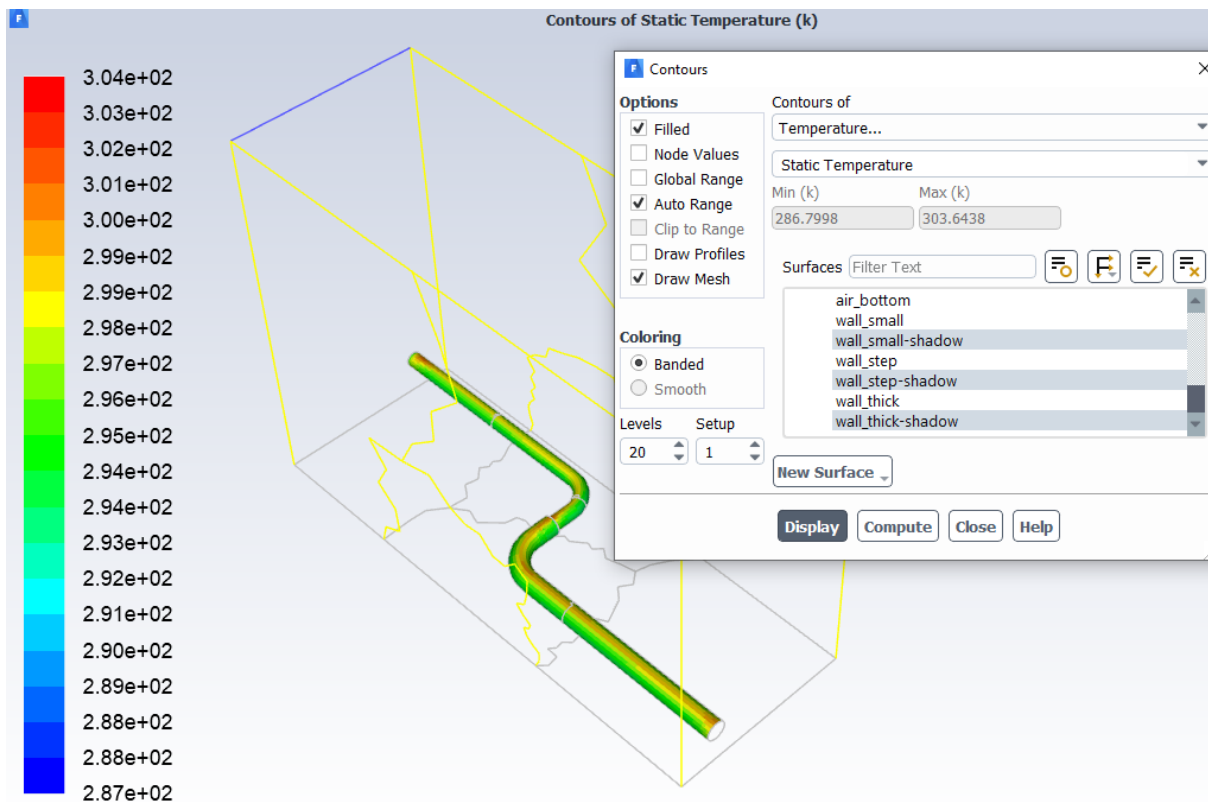 Contours of Static Temperature (k)
3.04e+02
3.03e+02
3.02e+02
3.01e+02
3.00e+02
2.99e+02
2.99e+02
2.98e+02
2.97e+02
2.96e+02
2.95e+02
2.94e+02
2.94e+02
2.93e+02
2.92e+02
2.91e+02
2.90e+02
2.89e+02
2.88e+02
2.88e+02
2.87e+02
F Contours
Options
Filled
Node Values
Global Range
Auto Range
Clip to Range
Draw Profiles
Draw Mesh
Coloring
Banded
Smooth
Levels Setup
20 1
Contours of
Temperature...
Static Temperature
Min (k) Max (k)
286.7998 303.6438
Surfaces Filter Text
air_bottom
wall_small
wall_small-shadow
wall_step
wall_step-shadow
wall_thick
wall_thick-shadow
New Surface
Display Compute Close Help